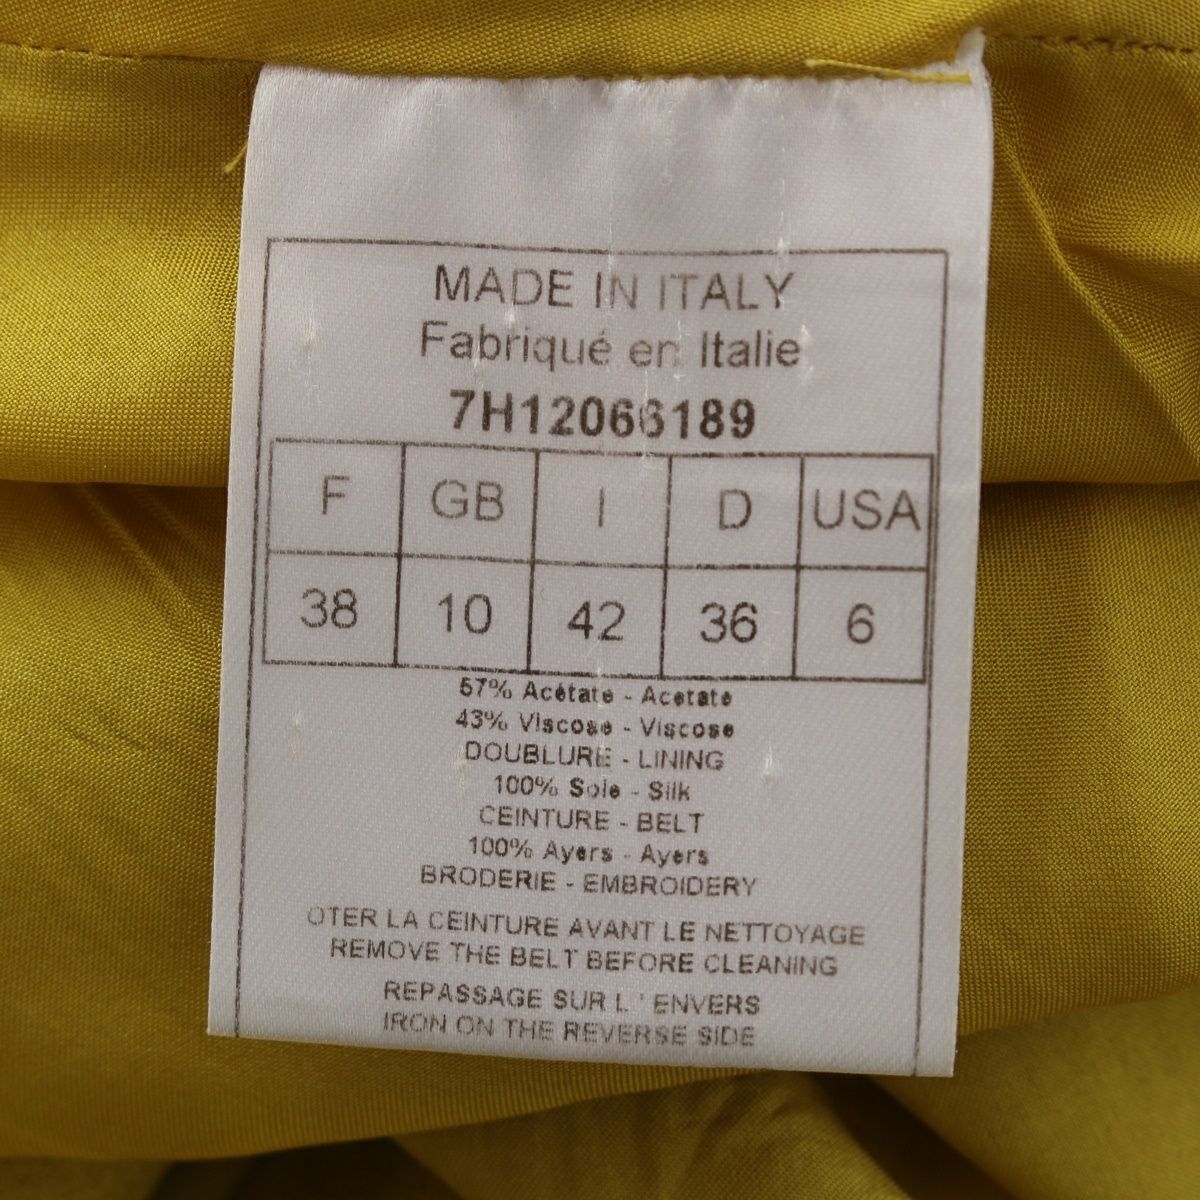 MADE IN ITALY
Fabriqué en Italie
7H12066189
F GB I D USA
38 10 42 36 6
57% Acétate - Acetate
43% Viscose - Viscose
DOUBLURE - LINING
100% Soie - Silk
CEINTURE - BELT
100% Ayers - Ayers
BRODERIE - EMBROIDERY
OTER LA CEINTURE AVANT LE NETTOYAGE
REMOVE THE BELT BEFORE CLEANING
REPASSAGE SUR L ' ENVERS
IRON ON THE REVERSE SIDE